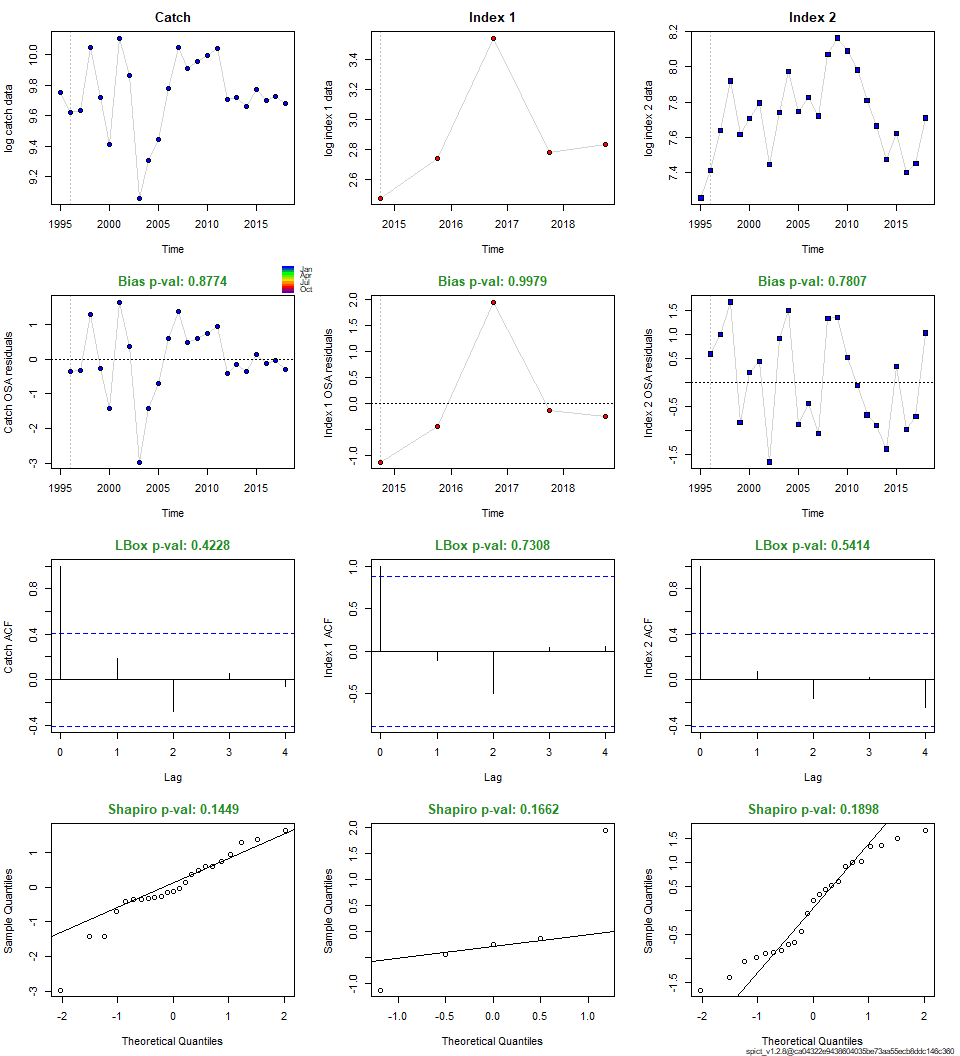 Catch
Index 1
Index 2
log catch data
9.2 9.4 9.6 9.8 10.0
1995 2000 2005 2010 2015
Time
log index 1 data
2.6 2.8 3.0 3.2 3.4
2015 2016 2017 2018
Time
log index 2 data
7.4 7.6 7.8 8.0 8.2
1995 2000 2005 2010 2015
Time
Bias p-val: 0.8774
Jan
Apr
Jul
Oct
Bias p-val: 0.9979
Bias p-val: 0.7807
Catch OSA residuals
-3 -2 -1 0 1
1995 2000 2005 2010 2015
Time
Index 1 OSA residuals
-1.0 0.0 0.5 1.0 1.5 2.0
2015 2016 2017 2018
Time
Index 2 OSA residuals
-1.5 -0.5 0.5 1.0 1.5
1995 2000 2005 2010 2015
Time
LBox p-val: 0.4228
LBox p-val: 0.7308
LBox p-val: 0.5414
Catch ACF
-0.4 0.0 0.4 0.8
0 1 2 3 4
Lag
Index 1 ACF
-0.5 0.0 0.5 1.0
0 1 2 3 4
Lag
Index 2 ACF
-0.4 0.0 0.4 0.8
0 1 2 3 4
Lag
Shapiro p-val: 0.1449
Shapiro p-val: 0.1662
Shapiro p-val: 0.1898
Sample Quantiles
-3 -2 -1 0 1
-2 -1 0 1 2
Theoretical Quantiles
Sample Quantiles
-1.0 0.0 0.5 1.0 1.5 2.0
-1.0 -0.5 0.0 0.5 1.0
Theoretical Quantiles
Sample Quantiles
-1.5 -0.5 0.5 1.0 1.5
-2 -1 0 1 2
Theoretical Quantiles